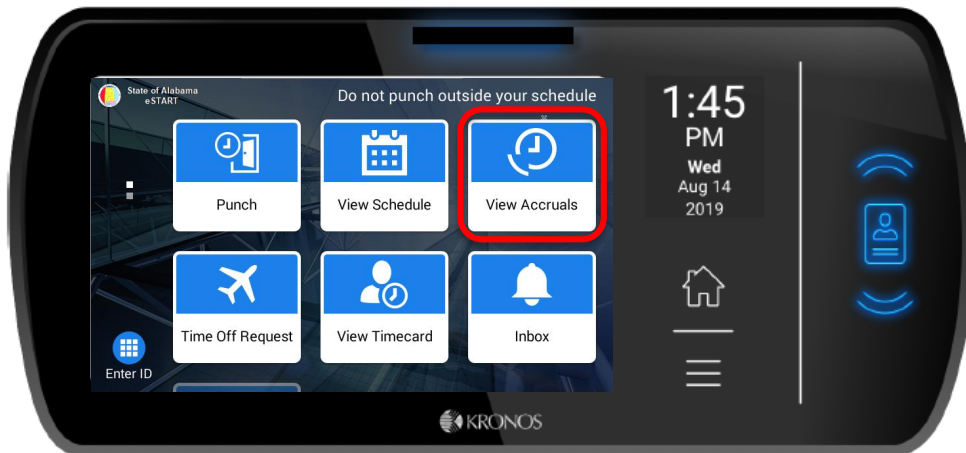 State of Alabama
eSTART
Do not punch outside your schedule
Punch
View Schedule
View Accruals
Time Off Request
View Timecard
Inbox
Enter ID
1:45
PM
Wed
Aug 14
2019
KRONOS